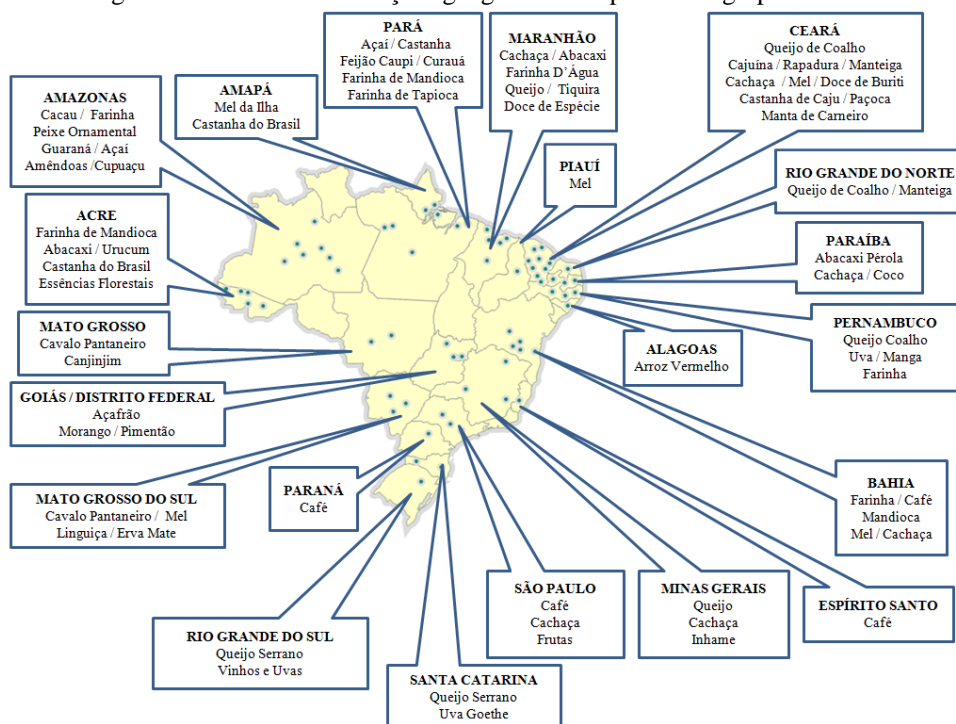 PARÁ
Açaí / Castanha
Feijão Caupi / Curauá
Farinha de Mandioca
Farinha de Tapioca
MARANHÃO
Cachaça / Abacaxi
Farinha D'Água
Queijo / Tiquira
Doce de Espécie
CEARÁ
Queijo de Coalho
Cajuína / Rapadura / Manteiga
Cachaça / Mel / Doce de Buriti
Castanha de Caju / Paçoca
Manta de Carneiro
AMAZONAS
Cacau / Farinha
Peixe Ornamental
Guaraná / Açaí
Amêndoas /Cupuaçu
AMAPÁ
Mel da Ilha
Castanha do Brasil
PIAUÍ
Mel
RIO GRANDE DO NORTE
Queijo de Coalho / Manteiga
ACRE
Farinha de Mandioca
Abacaxi / Urucum
Castanha do Brasil
Essências Florestais
PARAÍBA
Abacaxi Pérola
Cachaça / Coco
MATO GROSSO
Cavalo Pantaneiro
Canjinjim
ALAGOAS
Arroz Vermelho
PERNAMBUCO
Queijo Coalho
Uva / Manga
Farinha
GOIÁS / DISTRITO FEDERAL
Açafrão
Morango / Pimentão
MATO GROSSO DO SUL
Cavalo Pantaneiro / Mel
Linguiça / Erva Mate
PARANÁ
Café
BAHIA
Farinha / Café
Mandioca
Mel / Cachaça
SÃO PAULO
Café
Cachaça
Frutas
MINAS GERAIS
Queijo
Cachaça
Inhame
ESPÍRITO SANTO
Café
RIO GRANDE DO SUL
Queijo Serrano
Vinhos e Uvas
SANTA CATARINA
Queijo Serrano
Uva Goethe